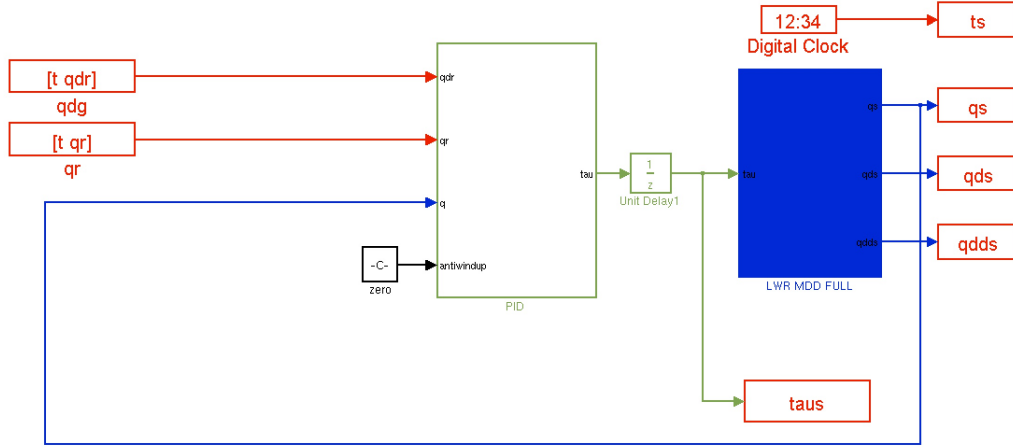 12:34
ts
Digital Clock
[t qdr]
qdr
qdg
qs
qs
[t qr]
qr
qr
tau
1
z
tau
qds
qds
Unit Delay1
q
qdds
qdds
-C-
antiwindup
zero
LWR MDD FULL
PID
taus